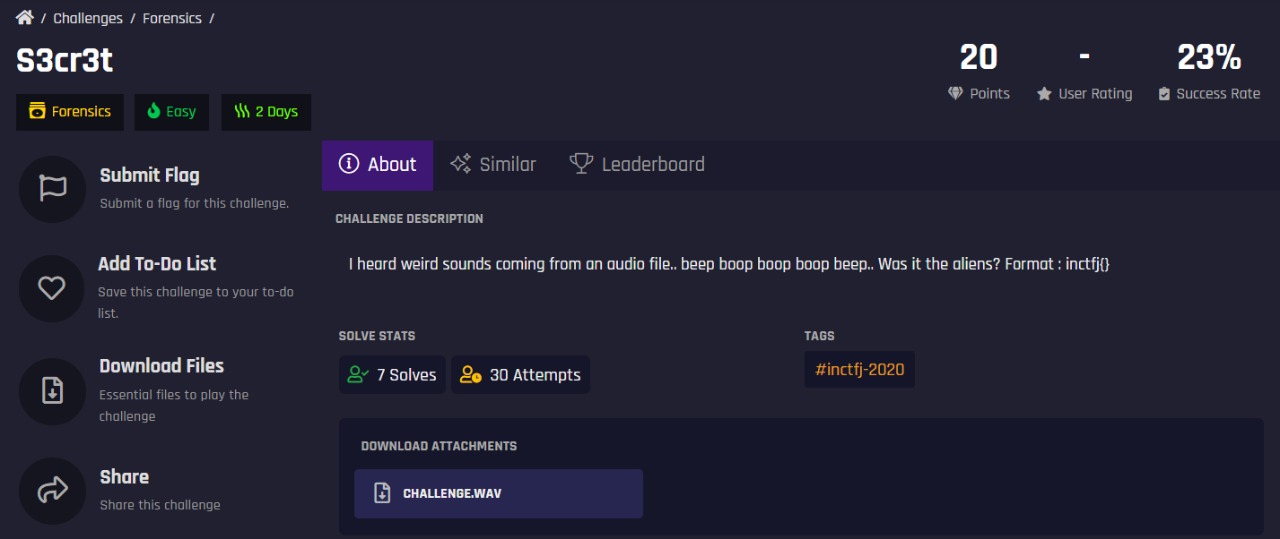 / Challenges / Forensics /
S3cr3t
20 - 23%
Points User Rating Success Rate
Forensics Easy 2 Days
About Similar Leaderboard
Submit Flag
Submit a flag for this challenge.
CHALLENGE DESCRIPTION
I heard weird sounds coming from an audio file.. beep boop boop boop beep.. Was it the aliens? Format : inctfj{}
Add To-Do List
Save this challenge to your to-do
list.
SOLVE STATS TAGS
7 Solves 30 Attempts #inctfj-2020
Download Files
Essential files to play the
challenge
DOWNLOAD ATTACHMENTS
CHALLENGE.WAV
Share
Share this challenge